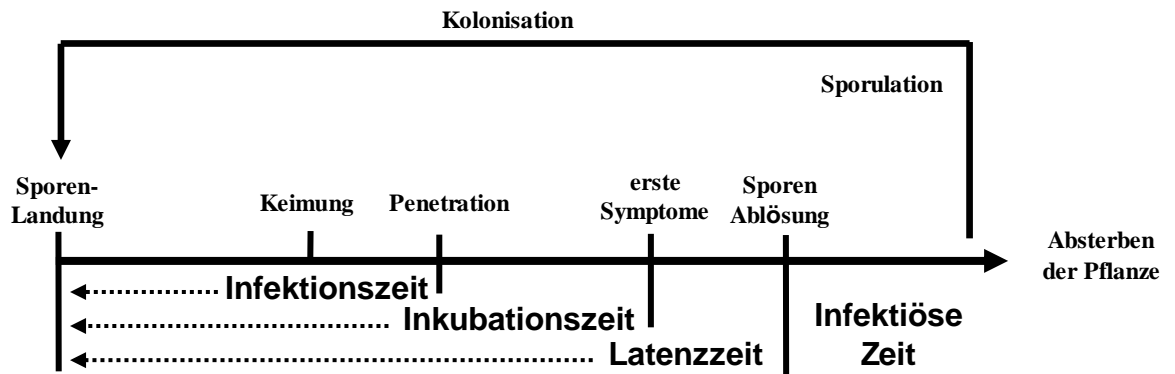 Kolonisation
Sporulation
Sporen-
Landung
Keimung
Penetration
erste
Symptome
Sporen
Ablösung
Absterben
der Pflanze
Infektionszeit
Inkubationszeit
Latenzzeit
Infektiöse
Zeit